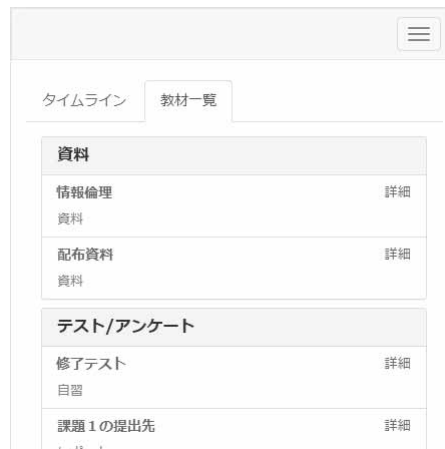 タイムライン 教材一覧
資料
情報倫理 詳細
資料
配布資料 詳細
資料
テスト/アンケート
修了テスト 詳細
自習
課題１の提出先 詳細